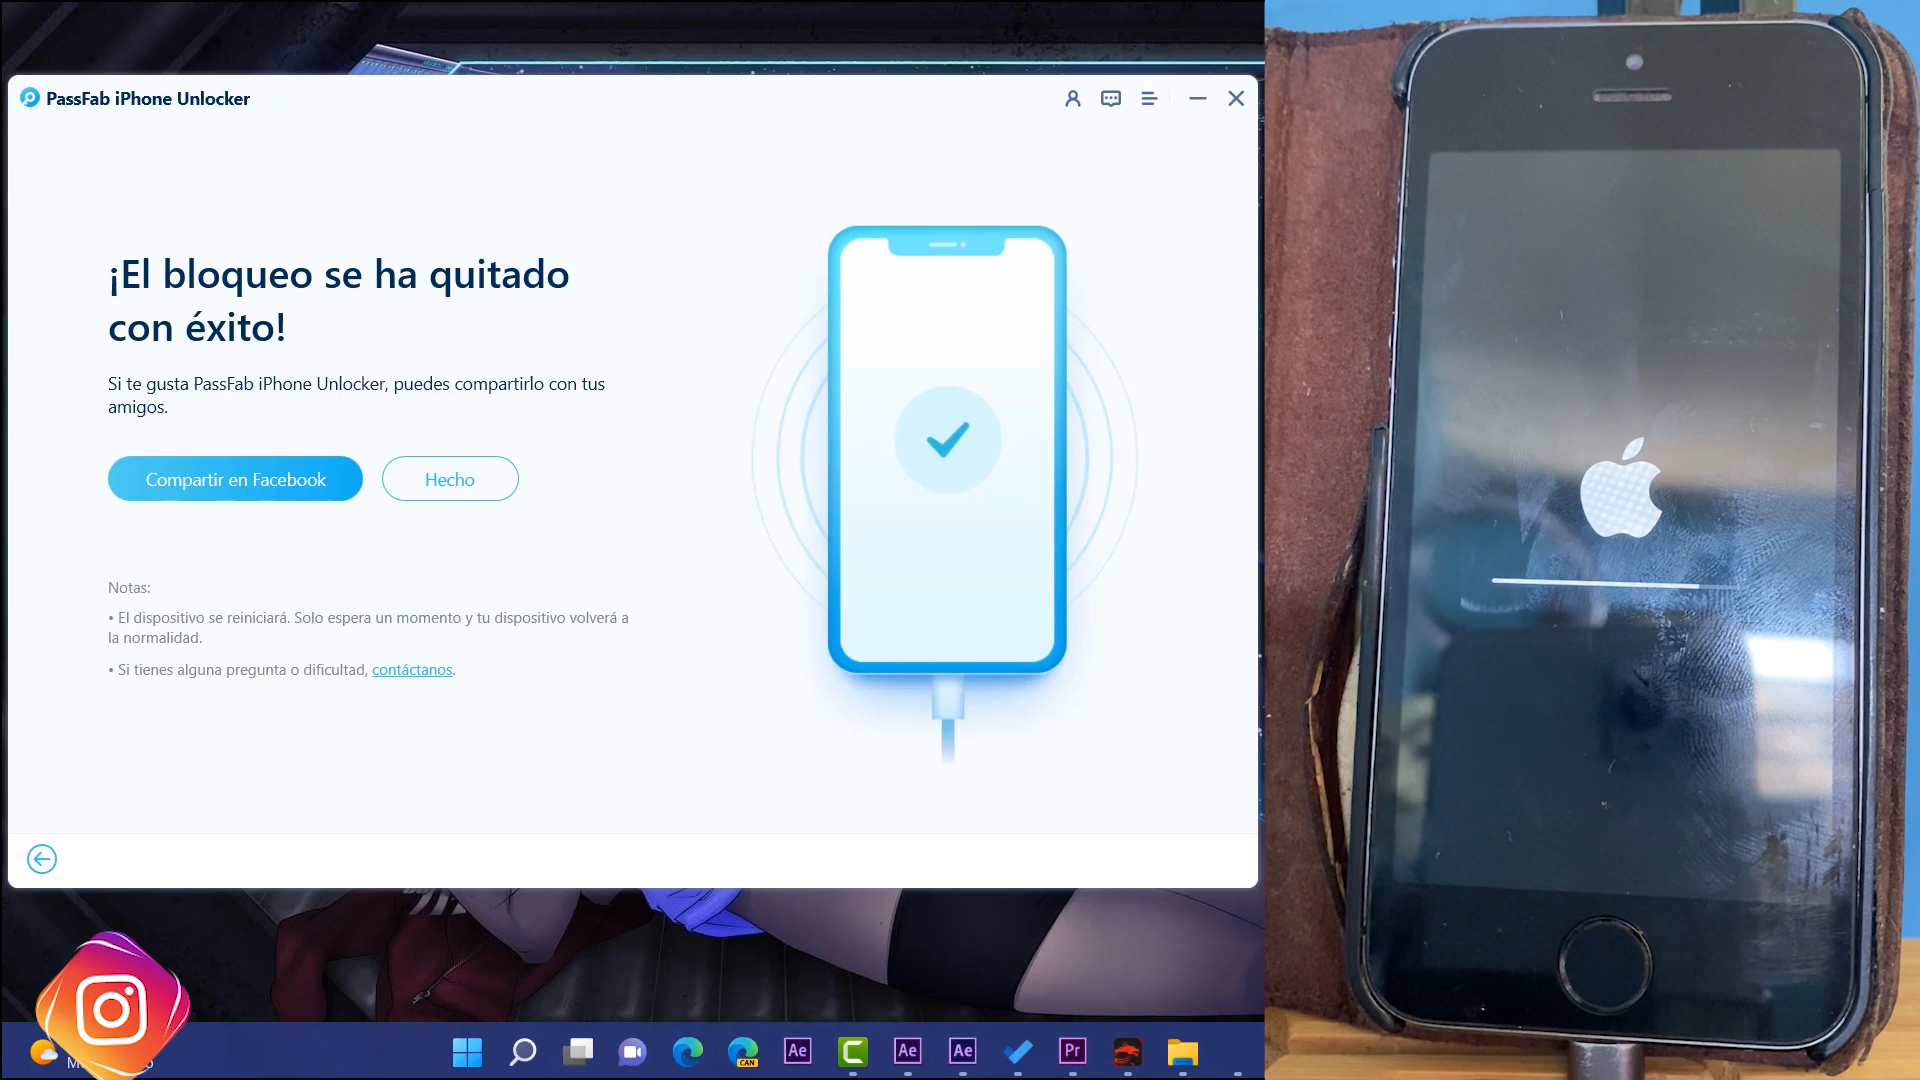 PassFab iPhone Unlocker
¡El bloqueo se ha quitado
con éxito!
Si te gusta PassFab iPhone Unlocker, puedes compartirlo con tus
amigos.
Compartir en Facebook
Hecho
Notas:
• El dispositivo se reiniciará. Solo espera un momento y tu dispositivo volverá a
la normalidad.
• Si tienes alguna pregunta o dificultad, contáctanos.
CAN
Ae
Ae
Ae
Pr